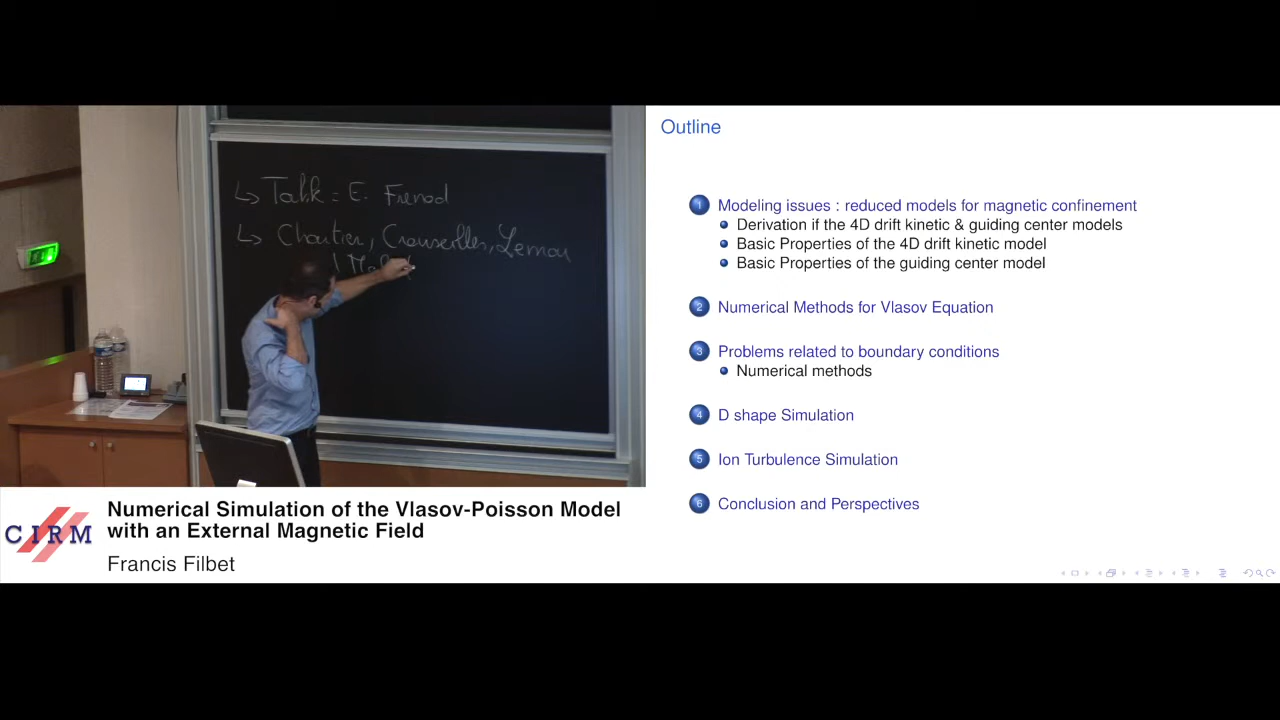 ↳ Talk = E. Frenod
↳ Chartier, Crouseilles, Lemou
Outline
1 Modeling issues : reduced models for magnetic confinement
Derivation if the 4D drift kinetic & guiding center models
Basic Properties of the 4D drift kinetic model
Basic Properties of the guiding center model
2 Numerical Methods for Vlasov Equation
3 Problems related to boundary conditions
Numerical methods
4 D shape Simulation
5 Ion Turbulence Simulation
6 Conclusion and Perspectives
CIRM
Numerical Simulation of the Vlasov-Poisson Model
with an External Magnetic Field
Francis Filbet